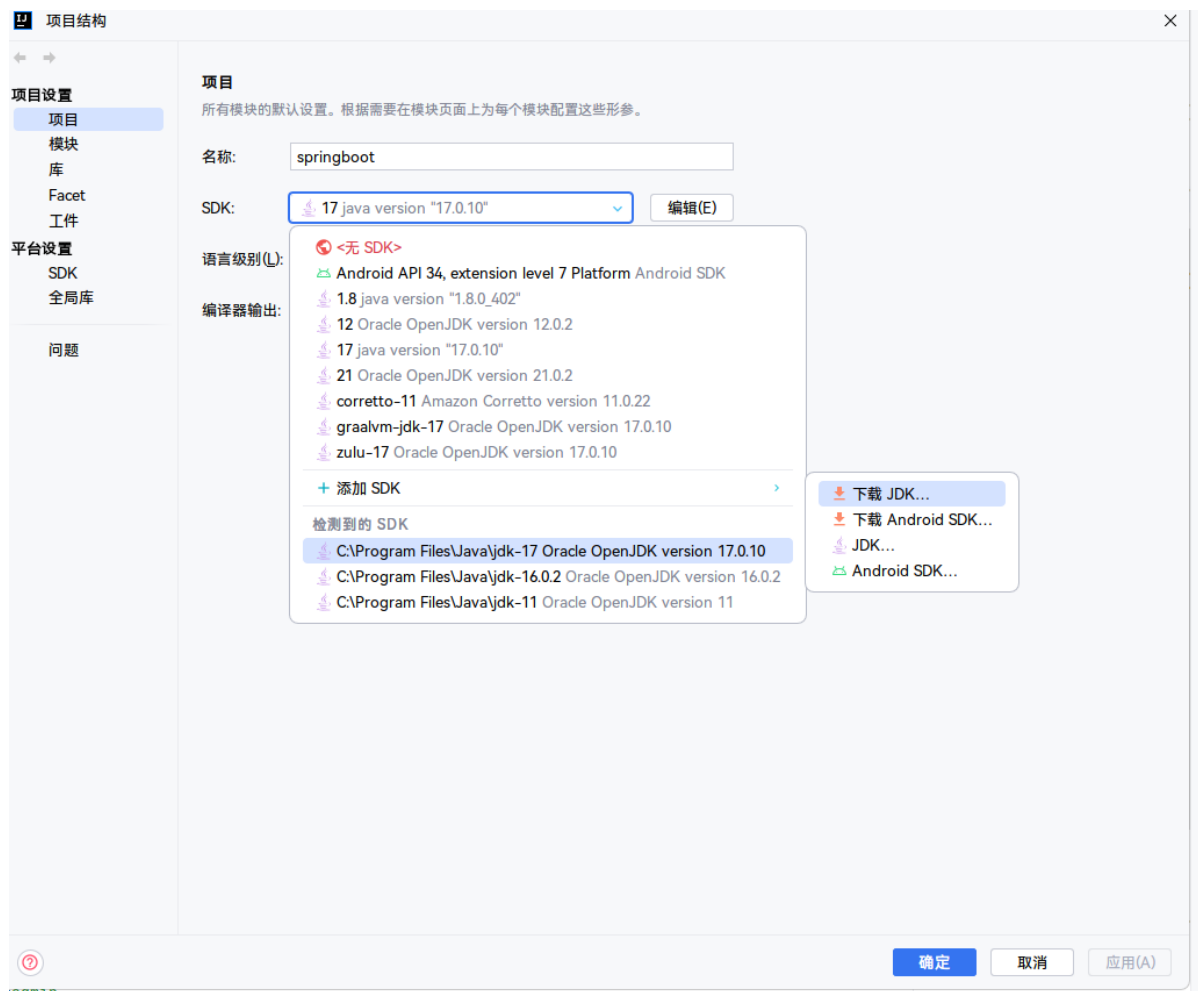 项目结构
项目设置
项目
模块
库
Facet
工件
平台设置
SDK
全局库
问题
项目
所有模块的默认设置。根据需要在模块页面上为每个模块配置这些形参。
名称: springboot
SDK: 17 java version "17.0.10" 编辑(E)
语言级别(L):
编译器输出:
<无 SDK>
Android API 34, extension level 7 Platform Android SDK
1.8 java version "1.8.0_402"
12 Oracle OpenJDK version 12.0.2
17 java version "17.0.10"
21 Oracle OpenJDK version 21.0.2
corretto-11 Amazon Corretto version 11.0.22
graalvm-jdk-17 Oracle OpenJDK version 17.0.10
zulu-17 Oracle OpenJDK version 17.0.10
+ 添加 SDK
检测到的 SDK
C:\Program Files\Java\jdk-17 Oracle OpenJDK version 17.0.10
C:\Program Files\Java\jdk-16.0.2 Oracle OpenJDK version 16.0.2
C:\Program Files\Java\jdk-11 Oracle OpenJDK version 11
下载 JDK...
下载 Android SDK...
JDK...
Android SDK...
确定 取消 应用(A)